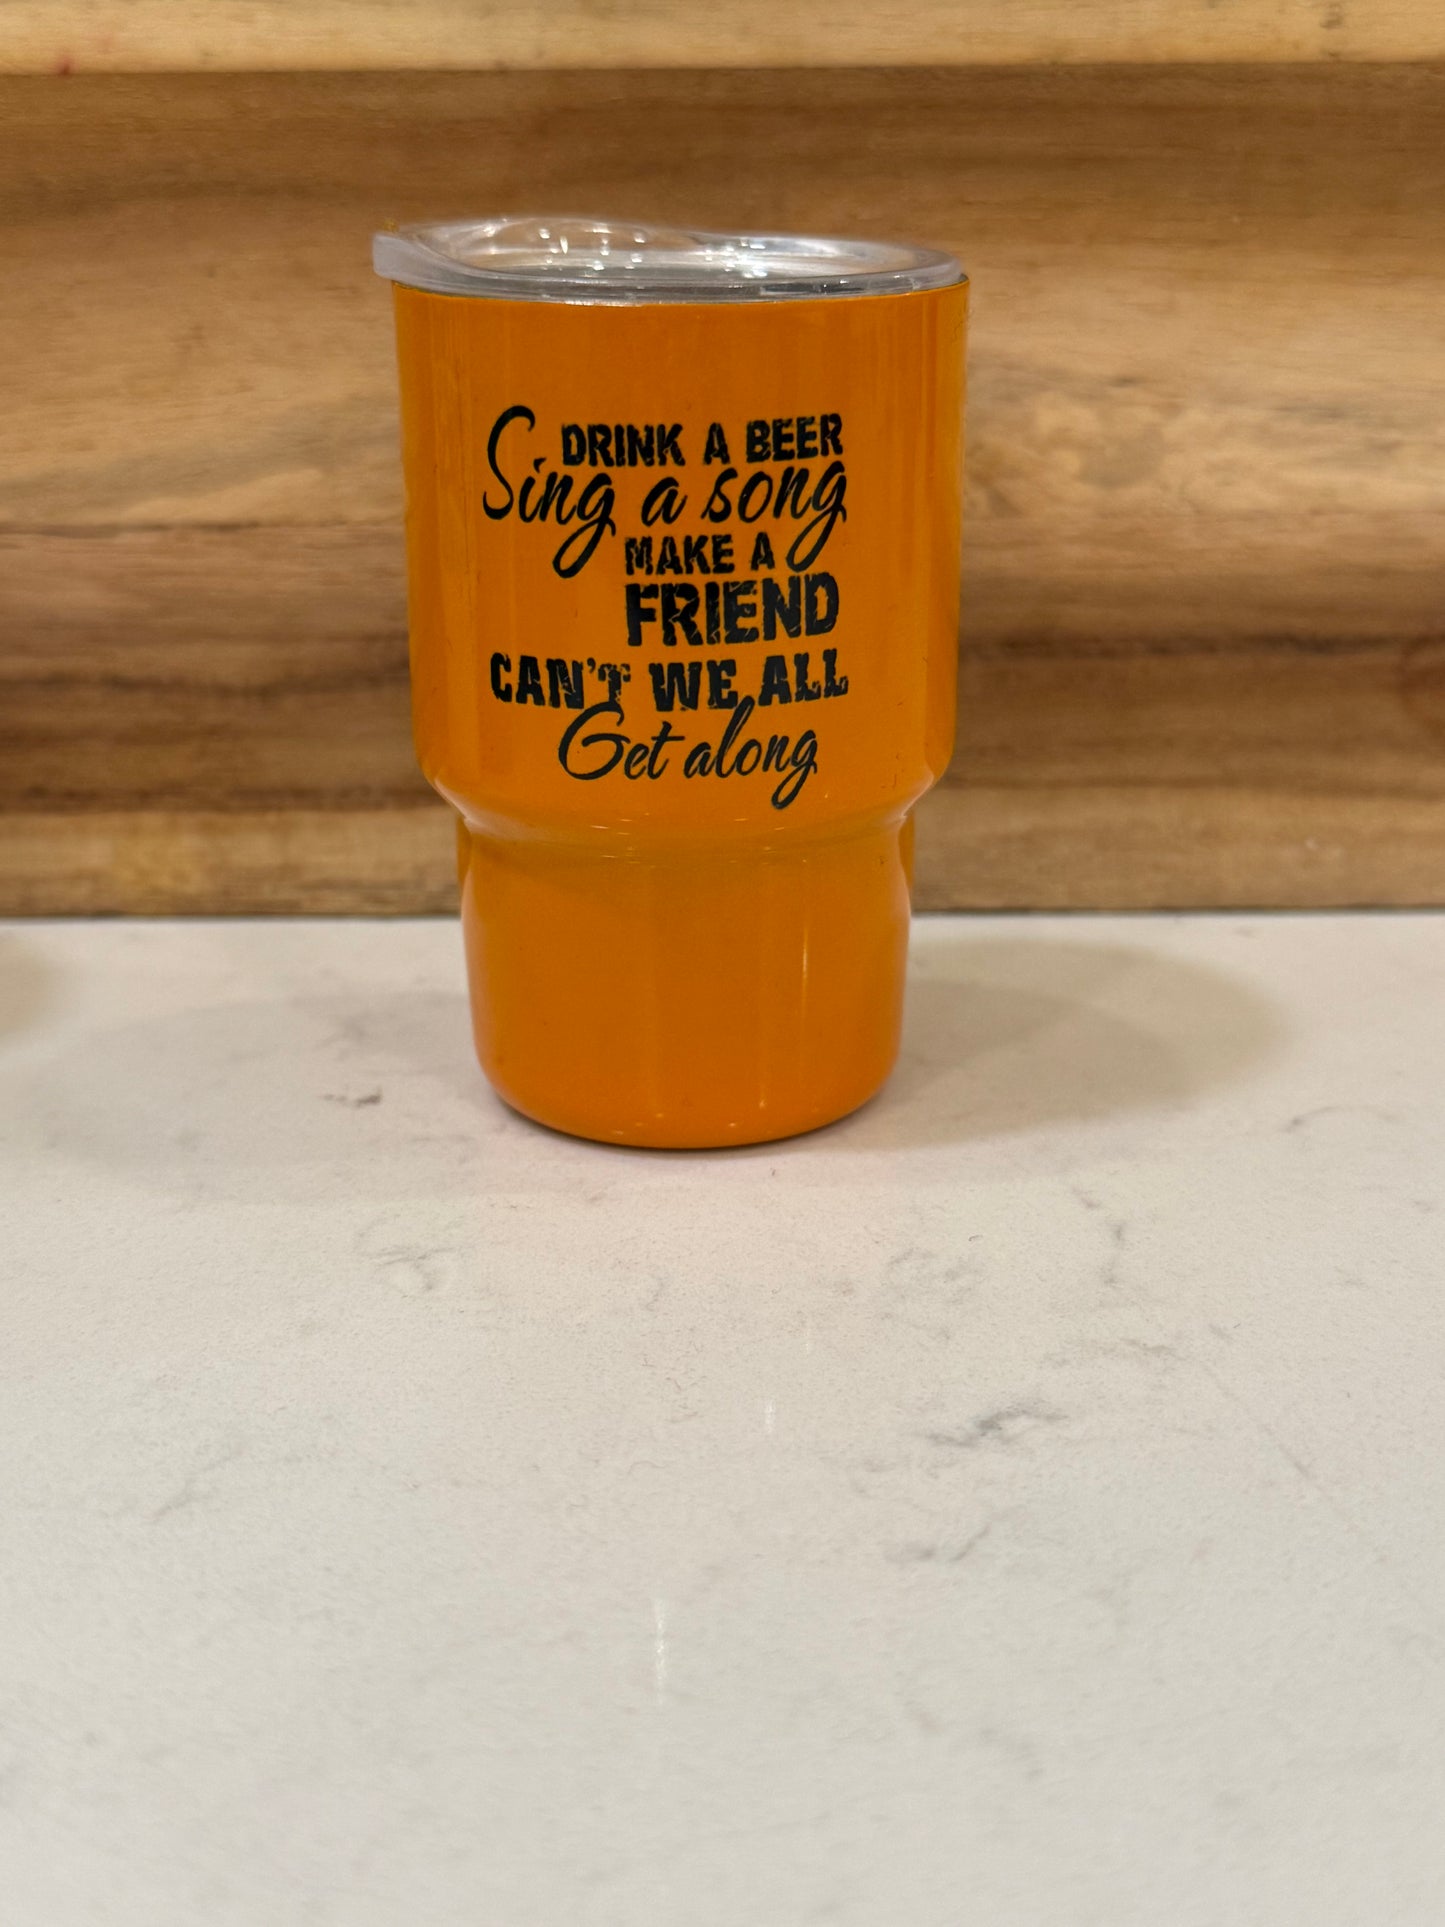 DRINK A BEER
Sing a song
MAKE A
FRIEND
CAN'T WE ALL
Get along